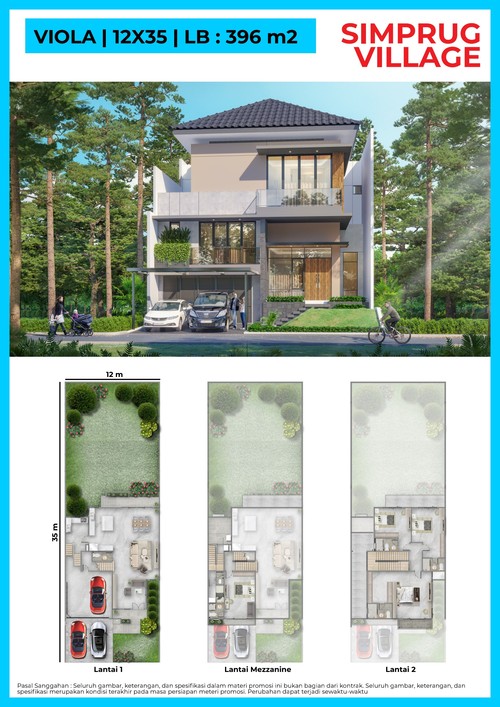 VIOLA | 12X35 | LB : 396 m2
SIMPRUG
VILLAGE
12 m
35 m
Lantai 1
Lantai Mezzanine
Lantai 2
Pasal Sanggahan : Seluruh gambar, keterangan, dan spesifikasi dalam materi promosi ini bukan bagian dari kontrak. Seluruh gambar, keterangan, dan
spesifikasi merupakan kondisi terakhir pada masa persiapan meteri promosi. Perubahan dapat terjadi sewaktu-waktu